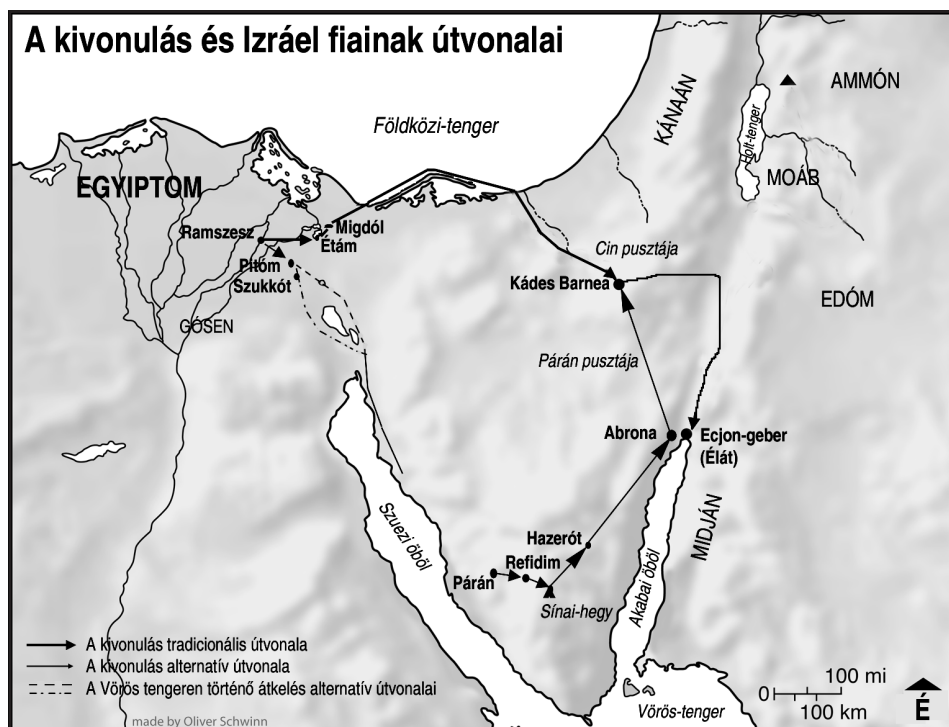 A kivonulás és Izráel fiainak útvonalai
AMMÓN
KÁNAÁN
Földközi-tenger
Holt-tenger
MOÁB
EGYIPTOM
Migdól
Ramszesz
Étám
Cin pusztája
Pitóm
Kádes Barnea
Szukkót
EDÓM
GÓSEN
Párán pusztája
Abrona
Ecjon-geber
(Élát)
MIDJÁN
Szuezi öböl
Hazerót
Refidim
Párán
Akabai öböl
Sínai-hegy
A kivonulás tradicionális útvonala
A kivonulás alternatív útvonala
A Vörös tengeren történő átkelés alternatív útvonalai
100 mi
0
100 km
É
Vörös-tenger
made by Oliver Schwinn